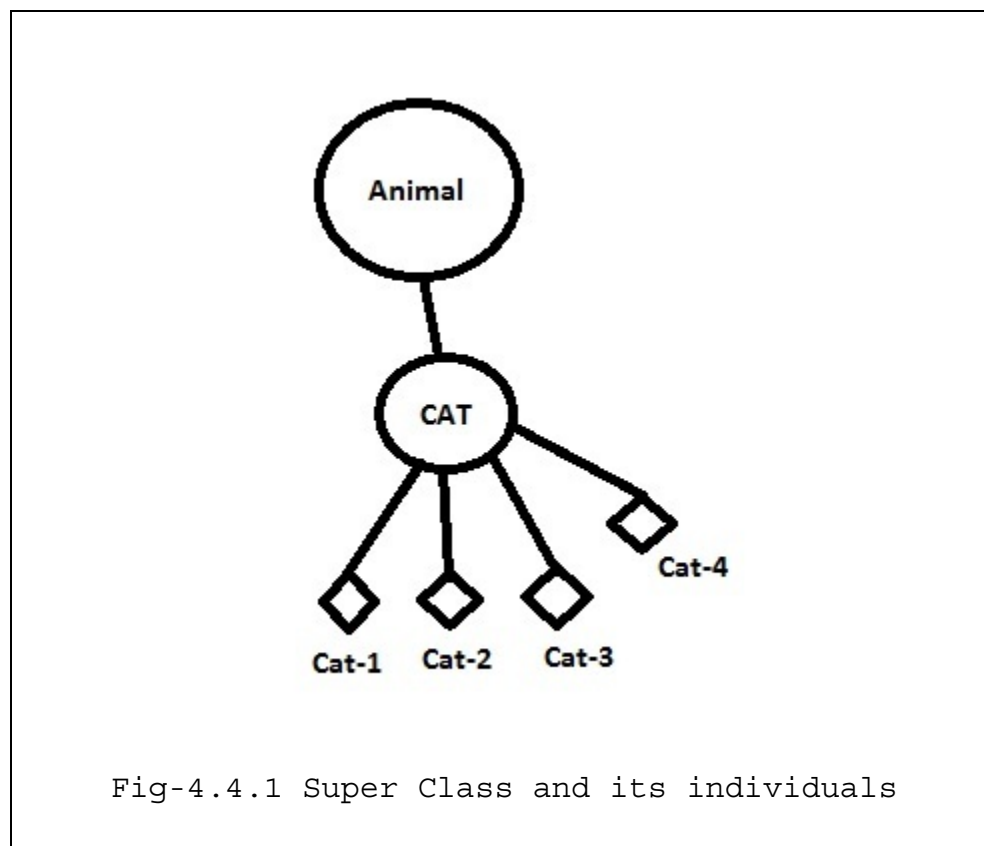 Animal
CAT
Cat-4
Cat-1 Cat-2 Cat-3
Fig-4.4.1 Super Class and its individuals